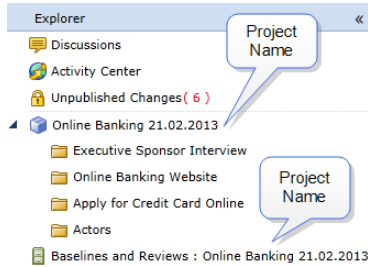 Explorer «
Project
Name
Discussions
Activity Center
Unpublished Changes( 6 )
Online Banking 21.02.2013
Executive Sponsor Interview
Online Banking Website
Project
Name
Apply for Credit Card Online
Actors
Baselines and Reviews : Online Banking 21.02.2013